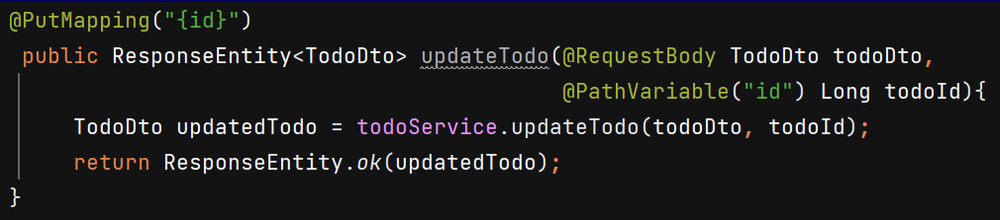 @PutMapping("{id}")
public ResponseEntity<TodoDto> updateTodo(@RequestBody TodoDto todoDto,
@PathVariable("id") Long todoId){
TodoDto updatedTodo = todoService.updateTodo(todoDto, todoId);
return ResponseEntity.ok(updatedTodo);
}